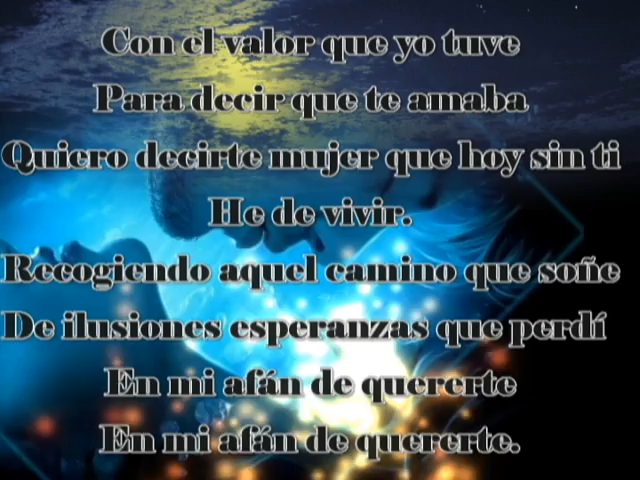 Con el valor que yo tuve
Para decir que te amaba
Quiero decirte mujer que hoy sin ti
He de vivir.
Recogiendo aquel camino que soñe
De ilusiones esperanzas que perdí
En mi afán de quererte
En mi afán de quererte.